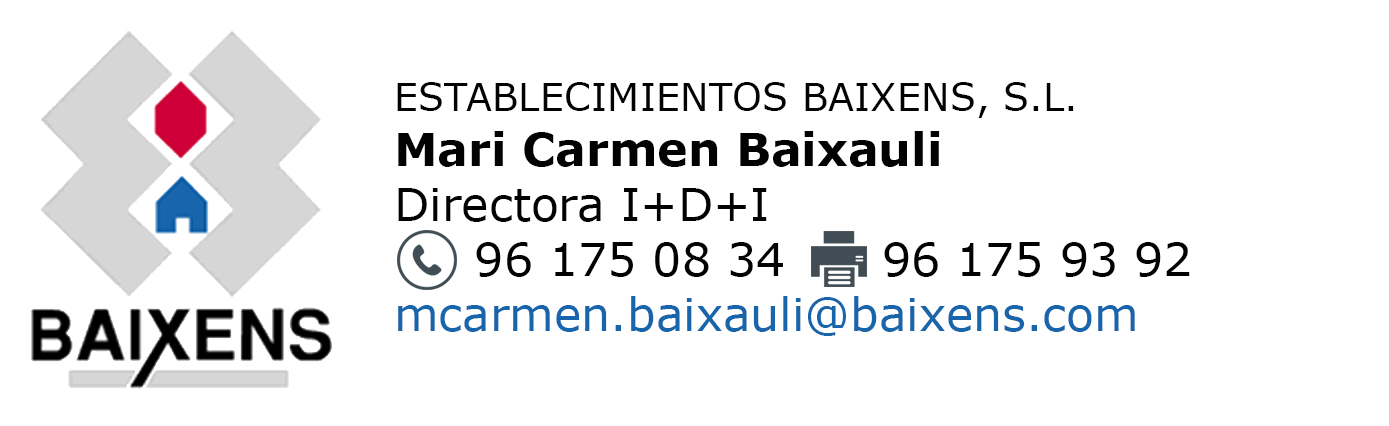 ESTABLECIMIENTOS BAIXENS, S.L.
Mari Carmen Baixauli
Directora I+D+I
96 175 08 34 96 175 93 92
mcarmen.baixauli@baixens.com
BAIXENS